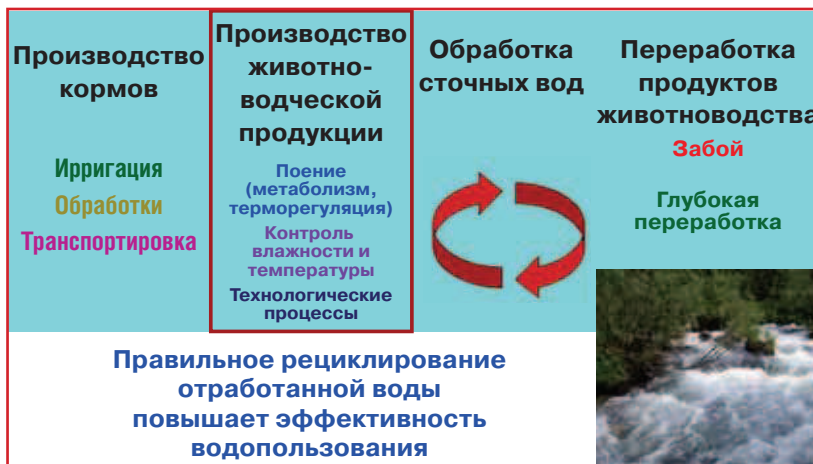 Производство
кормов
Ирригация
Обработки
Транспортировка
Производство
животно-
водческой
продукции
Поение
(метаболизм,
терморегуляция)
Контроль
влажности и
температуры
Технологические
процессы
Обработка
сточных вод
Переработка
продуктов
животноводства
Забой
Глубокая
переработка
Правильное рециклирование
отработанной воды
повышает эффективность
водопользования